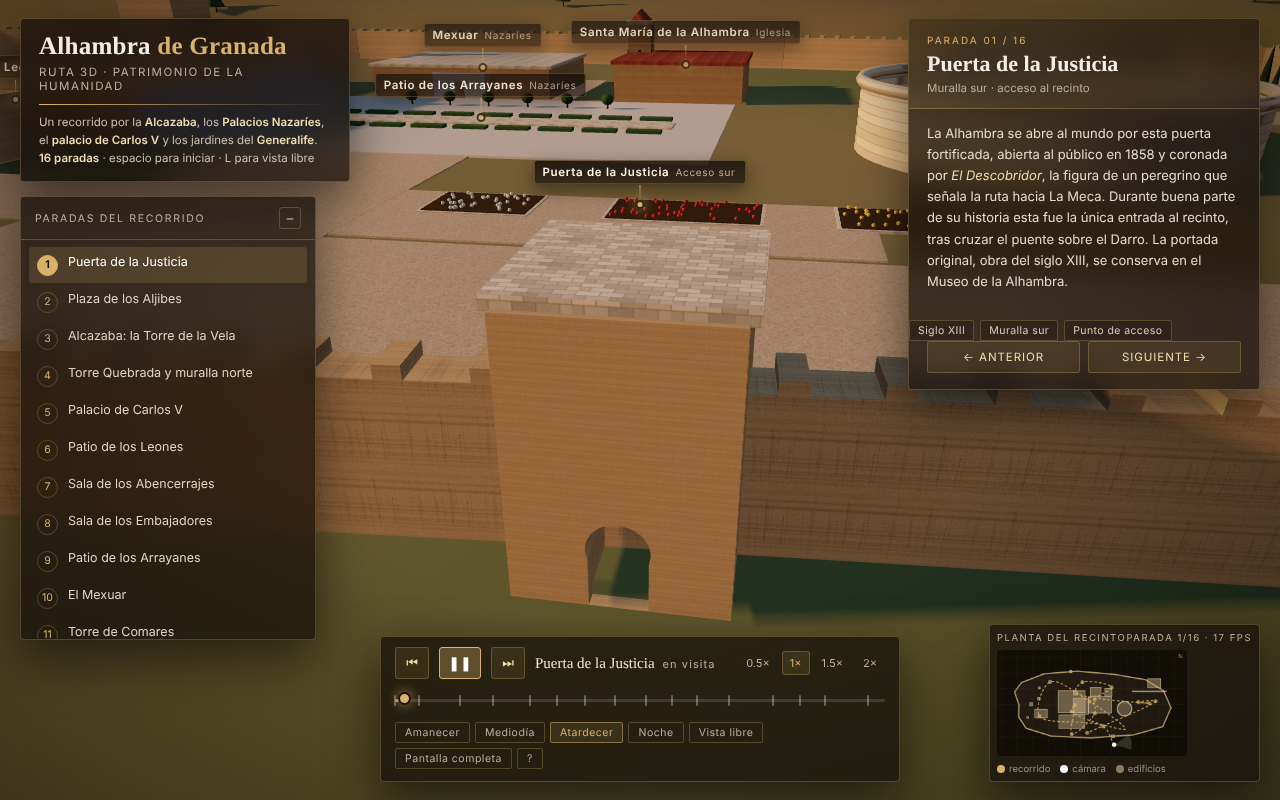 Alhambra de Granada
RUTA 3D · PATRIMONIO DE LA
HUMANIDAD
Un recorrido por la Alcazaba, los Palacios Nazaríes,
el palacio de Carlos V y los jardines del Generalife.
16 paradas · espacio para iniciar · L para vista libre
PARADAS DEL RECORRIDO
–
1 Puerta de la Justicia
2 Plaza de los Aljibes
3 Alcazaba: la Torre de la Vela
4 Torre Quebrada y muralla norte
5 Palacio de Carlos V
6 Patio de los Leones
7 Sala de los Abencerrajes
8 Sala de los Embajadores
9 Patio de los Arrayanes
10 El Mexuar
11 Torre de Comares
Mexuar Nazaríes
Santa María de la Alhambra Iglesia
Patio de los Arrayanes Nazaríes
Puerta de la Justicia Acceso sur
PARADA 01 / 16
Puerta de la Justicia
Muralla sur · acceso al recinto
La Alhambra se abre al mundo por esta puerta
fortificada, abierta al público en 1858 y coronada
por El Descobridor, la figura de un peregrino que
señala la ruta hacia La Meca. Durante buena parte
de su historia esta fue la única entrada al recinto,
tras cruzar el puente sobre el Darro. La portada
original, obra del siglo XIII, se conserva en el
Museo de la Alhambra.
Siglo XIII Muralla sur Punto de acceso
← ANTERIOR SIGUIENTE →
Puerta de la Justicia en visita 0.5× 1× 1.5× 2×
Amanecer Mediodía Atardecer Noche Vista libre
Pantalla completa ?
PLANTA DEL RECINTO PARADA 1/16 · 17 FPS
N
recorrido cámara edificios